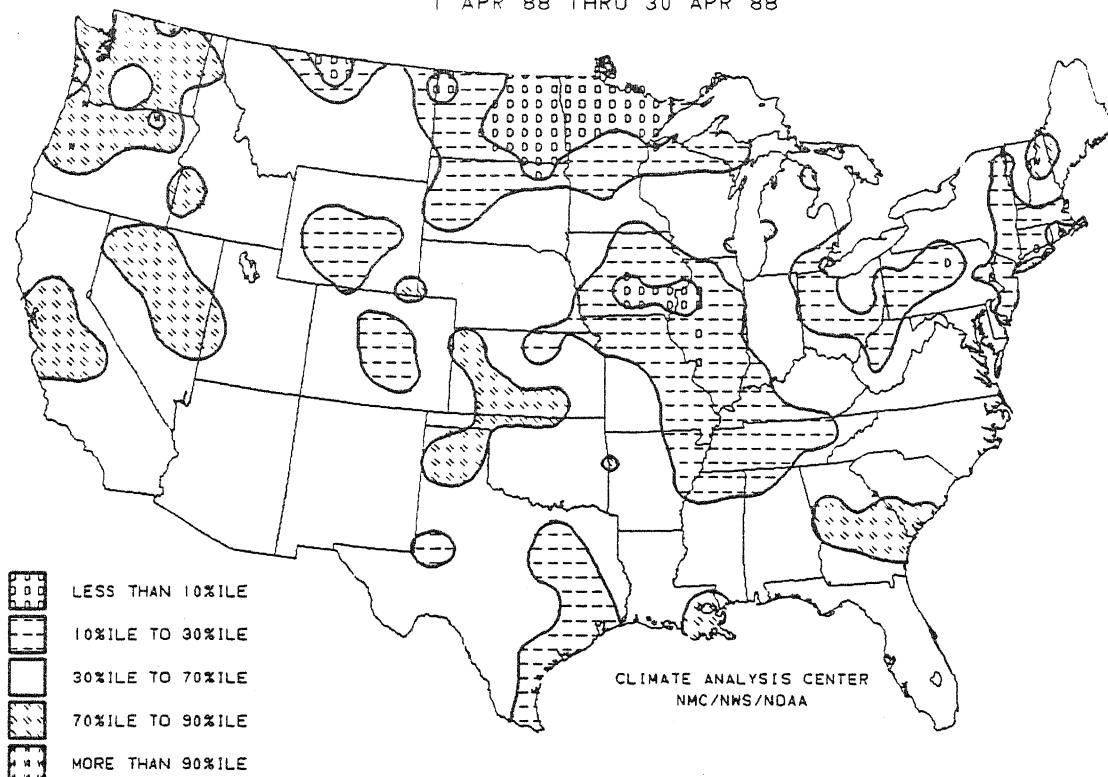 1 APR 88 THRU 30 APR 88
LESS THAN 10%ILE
10%ILE TO 30%ILE
30%ILE TO 70%ILE
70%ILE TO 90%ILE
MORE THAN 90%ILE
CLIMATE ANALYSIS CENTER
NMC/NWS/NOAA